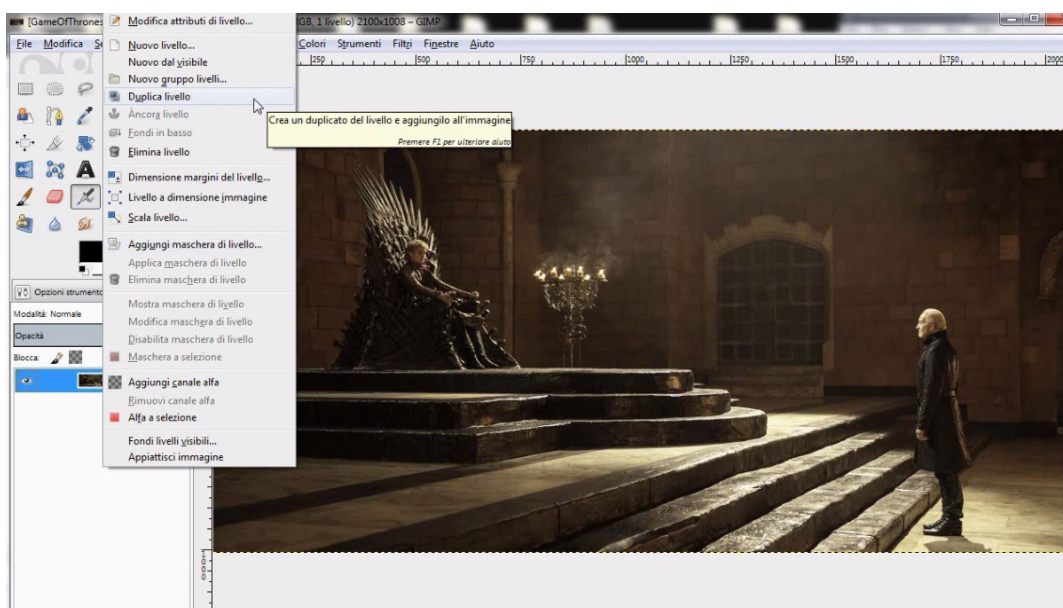 [GameOfThrones
RGB, 1 livello) 2100x1008 – GIMP
File Modifica Colori Strumenti Filtri Finestre Aiuto
250 500 750 1000 1250 1500 1750 2000
Modifica attributi di livello...
Nuovo livello...
Nuovo dal visibile
Nuovo gruppo livelli...
Duplica livello
Àncora livello
Fondi in basso
Elimina livello
Dimensione margini del livello...
Livello a dimensione immagine
Scala livello...
Aggiungi maschera di livello...
Applica maschera di livello
Elimina maschera di livello
Mostra maschera di livello
Modifica maschera di livello
Disabilita maschera di livello
Maschera a selezione
Aggiungi canale alfa
Rimuovi canale alfa
Alfa a selezione
Fondi livelli visibili...
Appiattisci immagine
Crea un duplicato del livello e aggiungilo all'immagine
Premere F1 per ulteriore aiuto
Opzioni strumento
Modalità: Normale
Opacità
Blocca:
1000